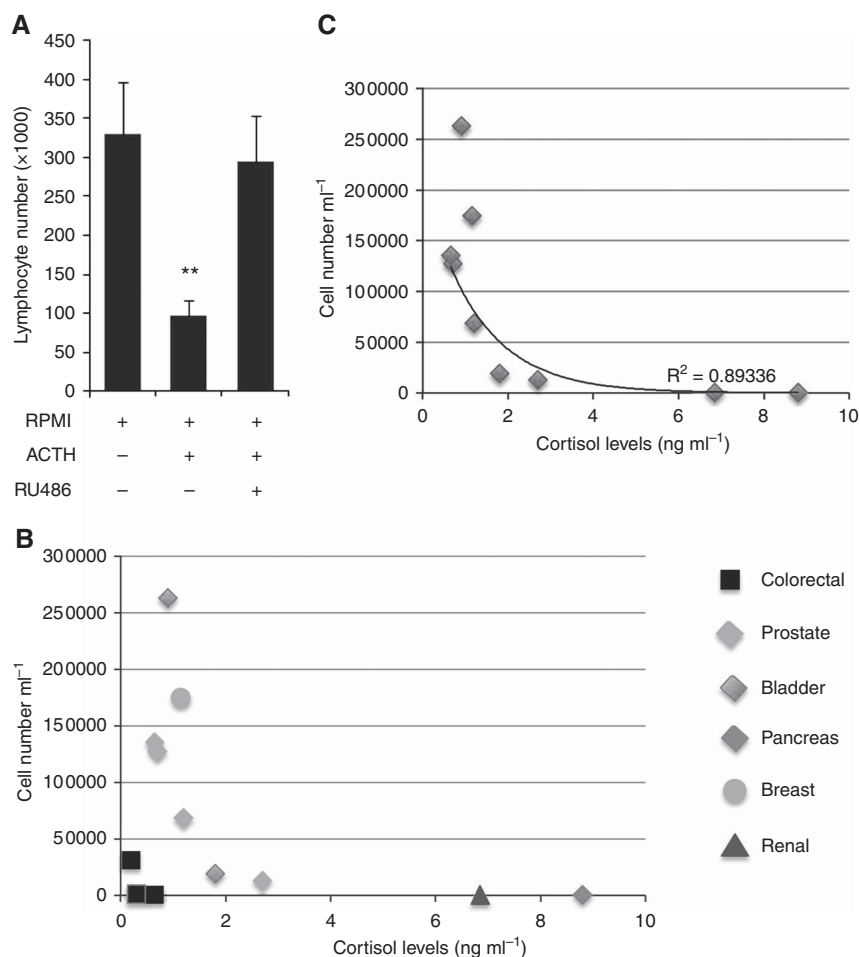 A
Lymphocyte number (×1000)
450
400
350
300
250
200
150
100
50
0
**
RPMI + + +
ACTH – + +
RU486 – – +
C
Cell number ml⁻¹
300000
250000
200000
150000
100000
50000
0
R² = 0.89336
0 2 4 6 8 10
Cortisol levels (ng ml⁻¹)
B
Cell number ml⁻¹
300000
250000
200000
150000
100000
50000
0
0 2 4 6 8 10
Cortisol levels (ng ml⁻¹)
Colorectal
Prostate
Bladder
Pancreas
Breast
Renal